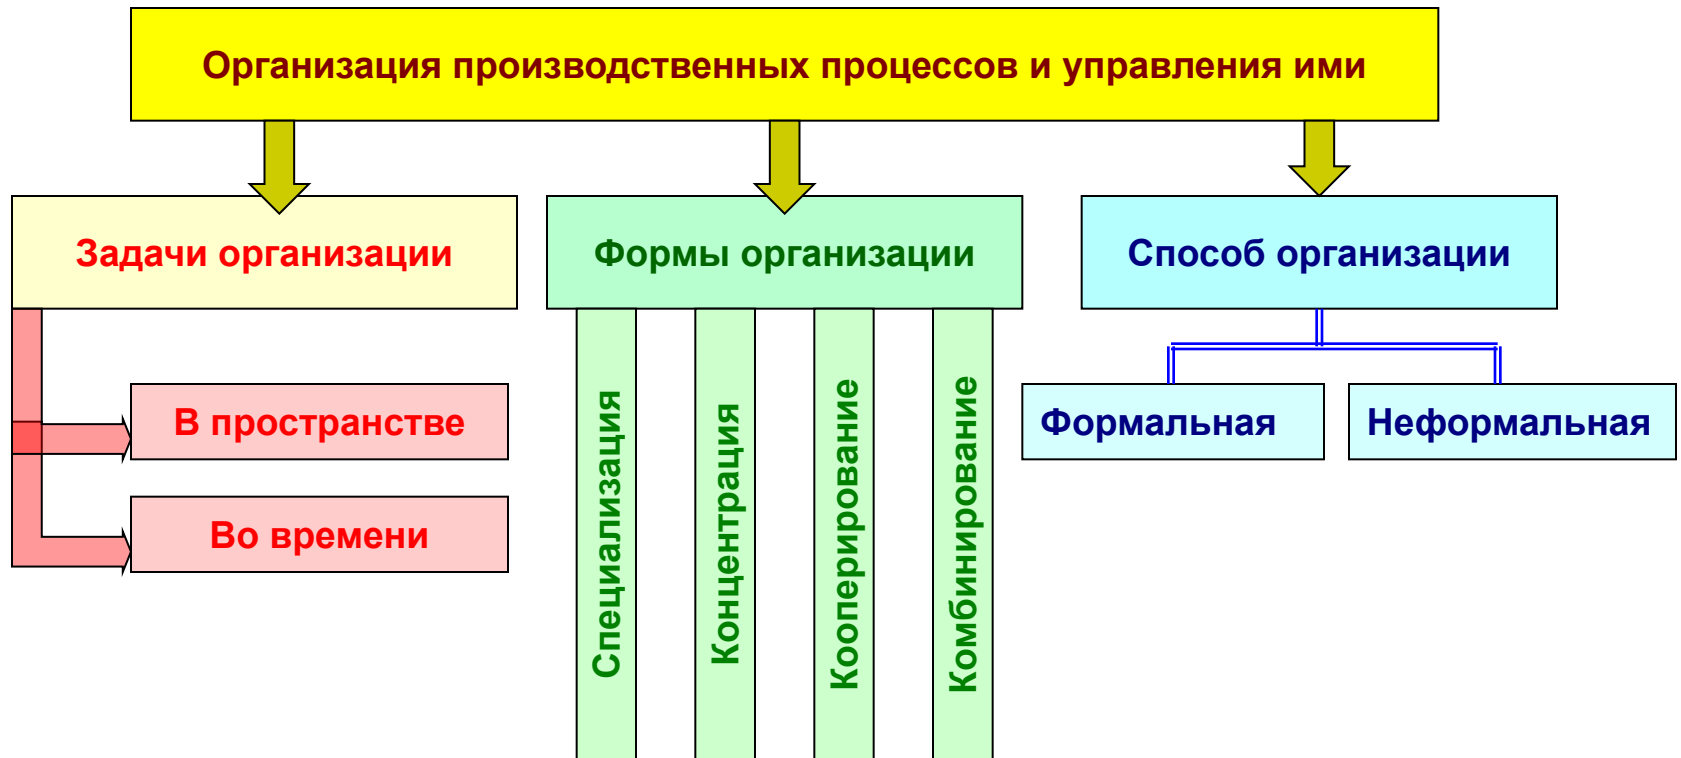 Организация производственных процессов и управления ими
Задачи организации
Формы организации
Способ организации
В пространстве
Во времени
Специализация
Концентрация
Кооперирование
Комбинирование
Формальная
Неформальная